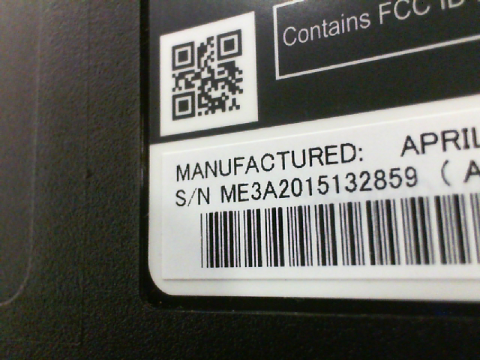 Contains FCC ID
MANUFACTURED: APRIL
S/N ME3A2015132859 ( A